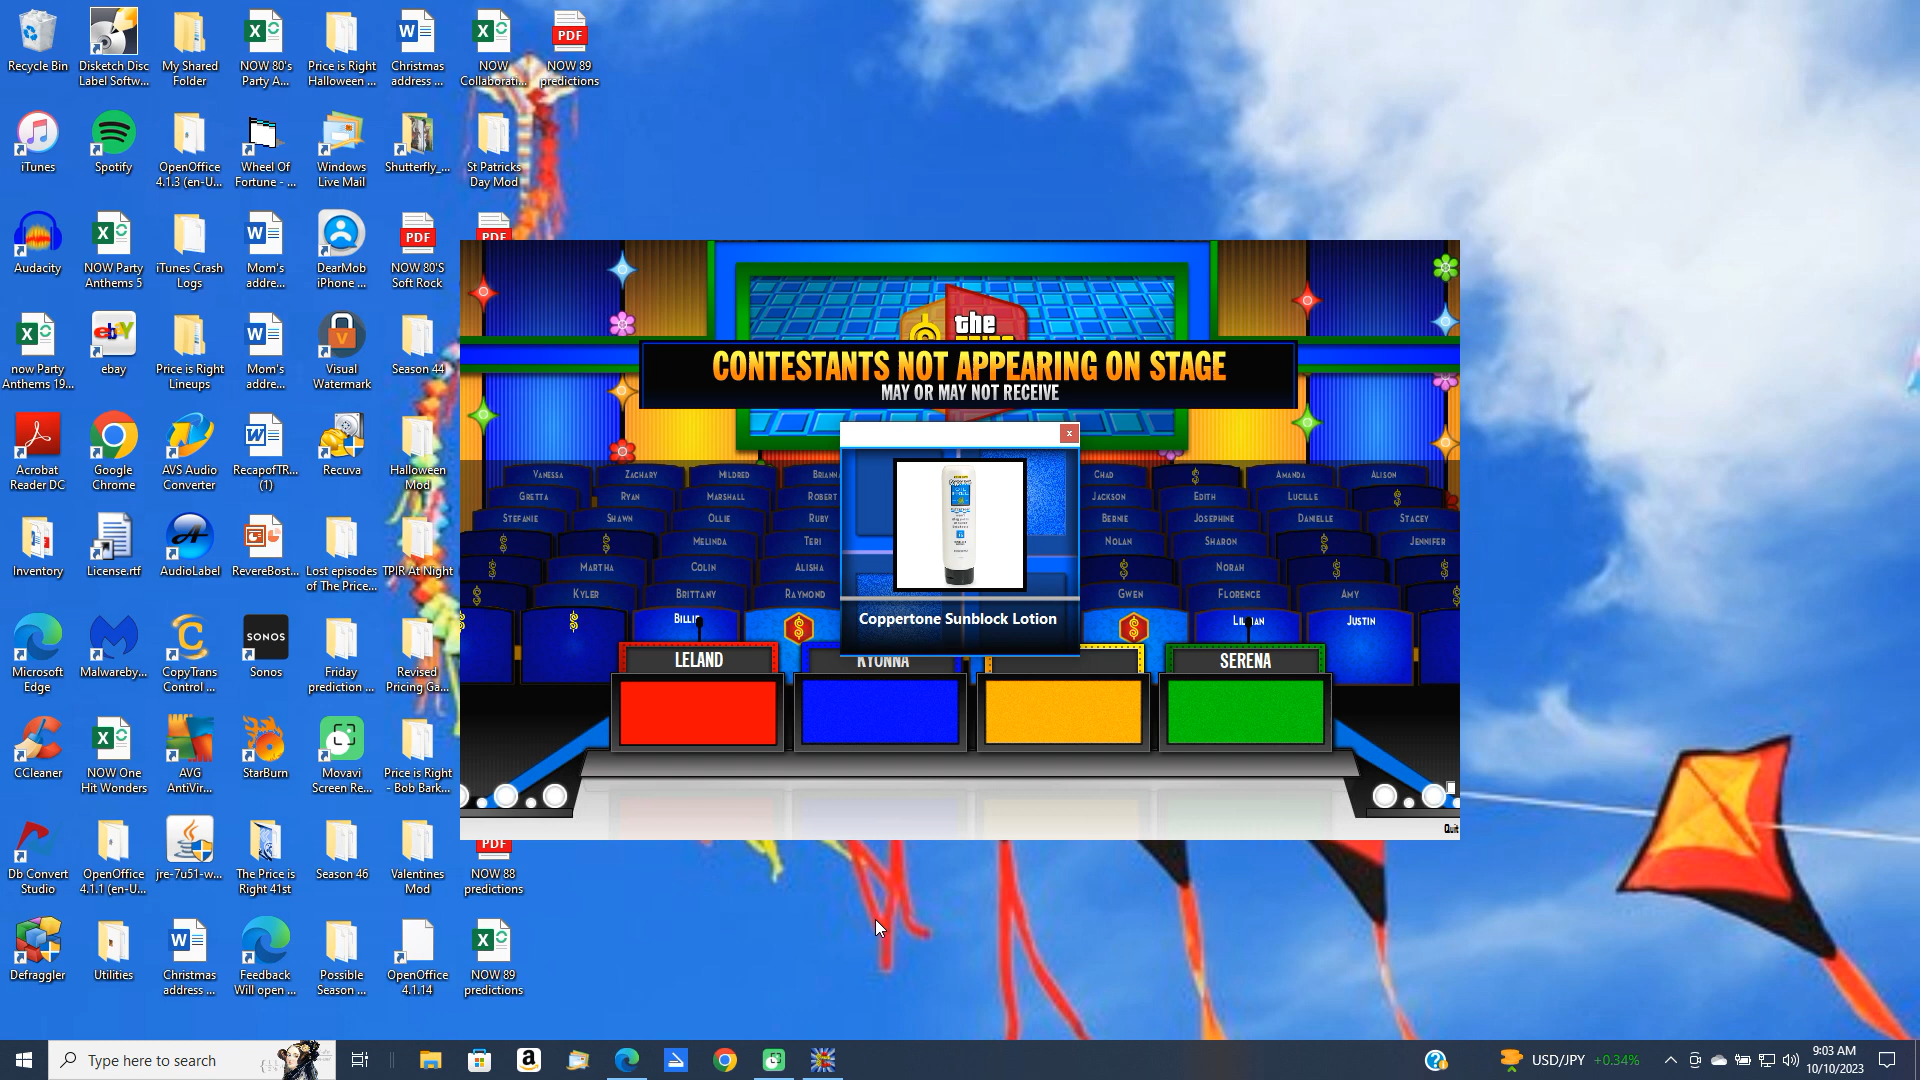 Recycle Bin
Disketch Disc
Label Softw...
My Shared
Folder
NOW 80's
Party A...
Price is Right
Halloween ...
Christmas
address ...
NOW
Collaborati...
PDF
NOW 89
predictions
iTunes
Spotify
OpenOffice
4.1.3 (en-U...
Wheel Of
Fortune - ...
Windows
Live Mail
Shutterfly_...
St Patricks
Day Mod
Audacity
NOW Party
Anthems 5
iTunes Crash
Logs
Mom's
addre...
DearMob
iPhone ...
PDF
NOW 80'S
Soft Rock
PDF
now Party
Anthems 19...
ebay
Price is Right
Lineups
Mom's
addre...
Visual
Watermark
Season 44
Acrobat
Reader DC
Google
Chrome
AVS Audio
Converter
RecapofTR...
(1)
Recuva
Halloween
Mod
Inventory
License.rtf
AudioLabel
RevereBost...
Lost episodes
of The Price...
TPIR At Night
Microsoft
Edge
Malwareby...
CopyTrans
Control ...
SONOS
Sonos
Friday
prediction ...
Revised
Pricing Ga...
CCleaner
NOW One
Hit Wonders
AVG
AntiVir...
StarBurn
Movavi
Screen Re...
Price is Right
- Bob Bark...
Db Convert
Studio
OpenOffice
4.1.1 (en-U...
jre-7u51-w...
The Price is
Right 41st
Season 46
Valentines
Mod
PDF
NOW 88
predictions
Defraggler
Utilities
Christmas
address ...
Feedback
Will open ...
Possible
Season ...
OpenOffice
4.1.14
NOW 89
predictions
the
CONTESTANTS NOT APPEARING ON STAGE
MAY OR MAY NOT RECEIVE
VANESSA ZACHARY MILDRED CHAD AMANDA ALISON
GRETTA RYAN MARSHALL ROBERT JACKSON EDITH LUCILLE
STEFANIE SHAWN OLLIE RUBY BERNIE JOSEPHINE DANIELLE STACEY
MELINDA TERI NOLAN SHARON JENNIFER
MARTHA COLIN ALISHA NORAH
KYLER BRITTANY RAYMOND GWEN FLORENCE AMY
JUSTIN
OIL
FREE
Coppertone Sunblock Lotion
LELAND KYUNNA SERENA
Quit
Type here to search
USD/JPY +0.34%
9:03 AM
10/10/2023